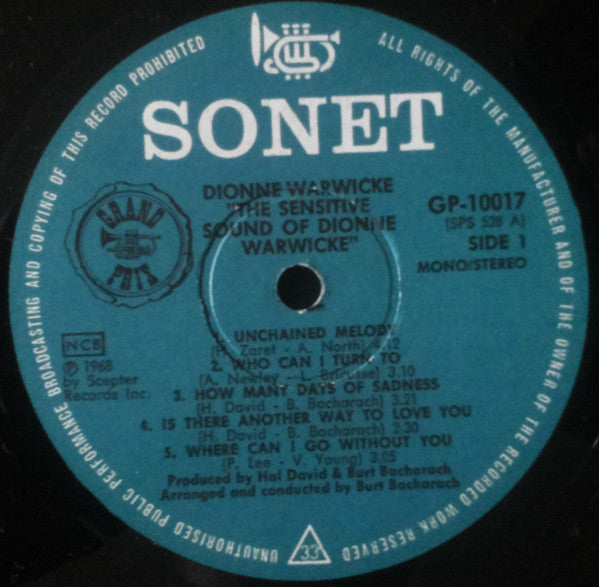 UNAUTHORISED PUBLIC PERFORMANCE BROADCASTING AND COPYING OF THIS RECORD PROHIBITED
ALL RIGHTS OF THE MANUFACTURER AND OF THE OWNER OF THE RECORDED WORK RESERVED
SONET
DIONNE WARWICKE
"THE SENSITIVE
SOUND OF DIONNE
WARWICKE"
GP-10017
(SPS 528 A)
SIDE 1
MONO/STEREO
GRAND
PRIX
NCB
℗ 1968
by Scepter
Records Inc.
UNCHAINED MELODY
(H. Zaret - A. North) 4.12
2. WHO CAN I TURN TO
(A. Newley - L. Bricusse) 3.10
3. HOW MANY DAYS OF SADNESS
(H. David - B. Bacharach) 3.21
4. IS THERE ANOTHER WAY TO LOVE YOU
(H. David - B. Bacharach) 2.30
5. WHERE CAN I GO WITHOUT YOU
(P. Lee - V. Young) 3.05
Produced by Hal David & Burt Bacharach
Arranged and conducted by Burt Bacharach
33